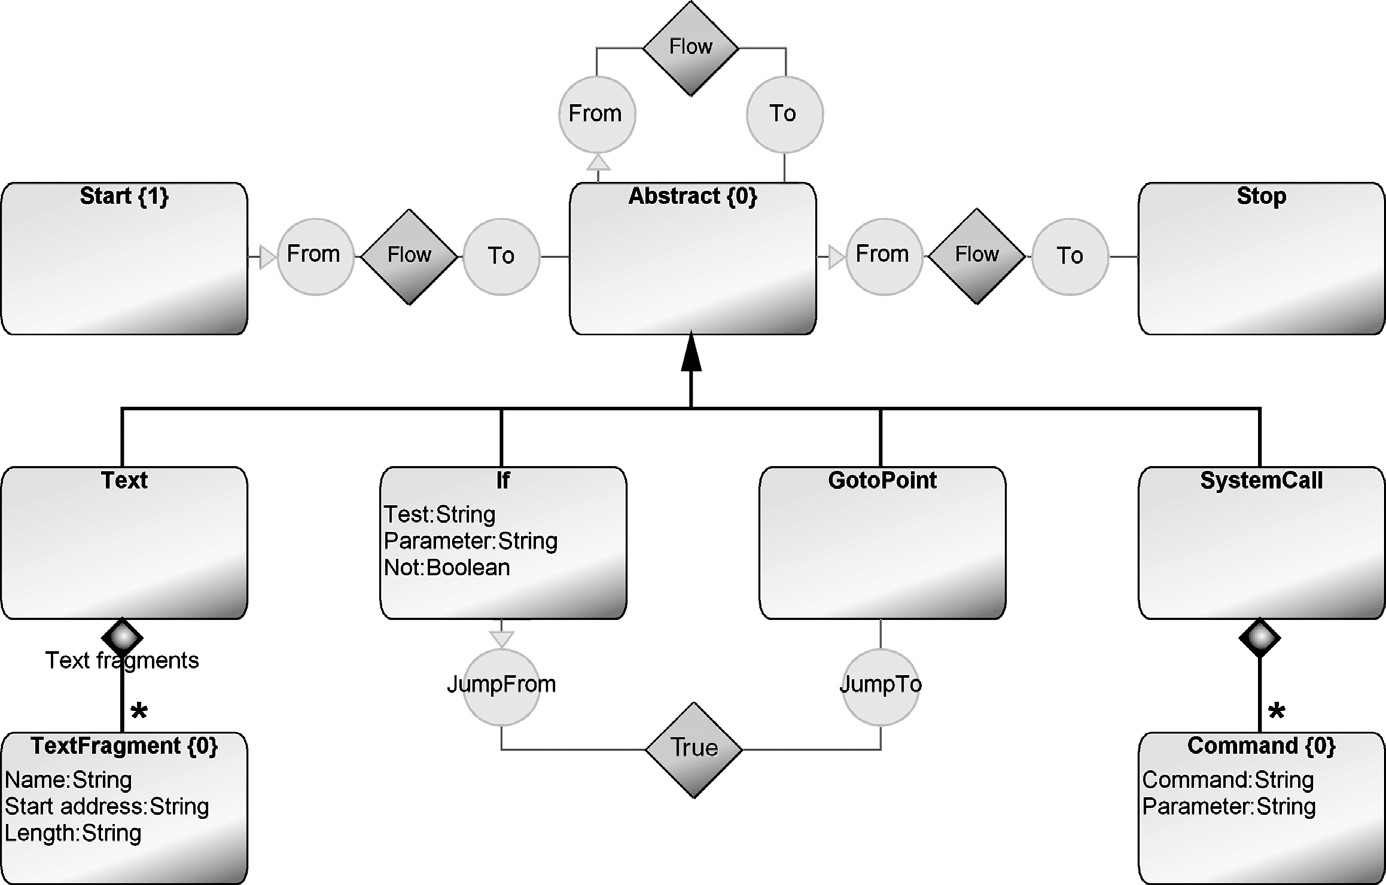 Flow
From
To
Start {1}
Abstract {0}
Stop
From
Flow
To
From
Flow
To
Text
If
GotoPoint
SystemCall
Test:String
Parameter:String
Not:Boolean
Text fragments
JumpFrom
JumpTo
*
*
True
TextFragment {0}
Command {0}
Name:String
Start address:String
Length:String
Command:String
Parameter:String